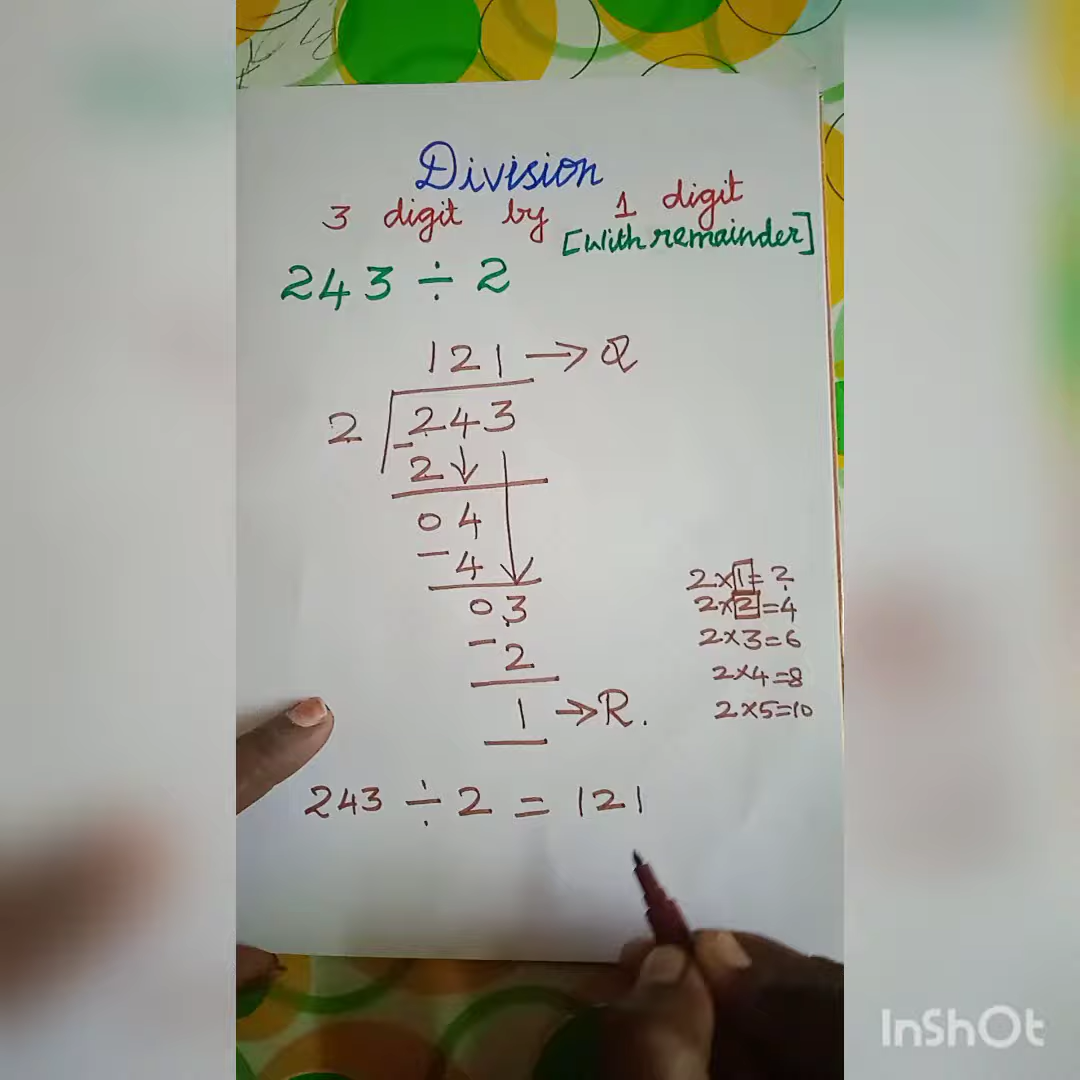 Division
3 digit by 1 digit
[With remainder]
243 ÷ 2
121 → Q
2 243
- 2
04
- 4
03
- 2
1 → R.
2×1=2
2×2=4
2×3=6
2×4=8
2×5=10
243 ÷ 2 = 121
InShOt